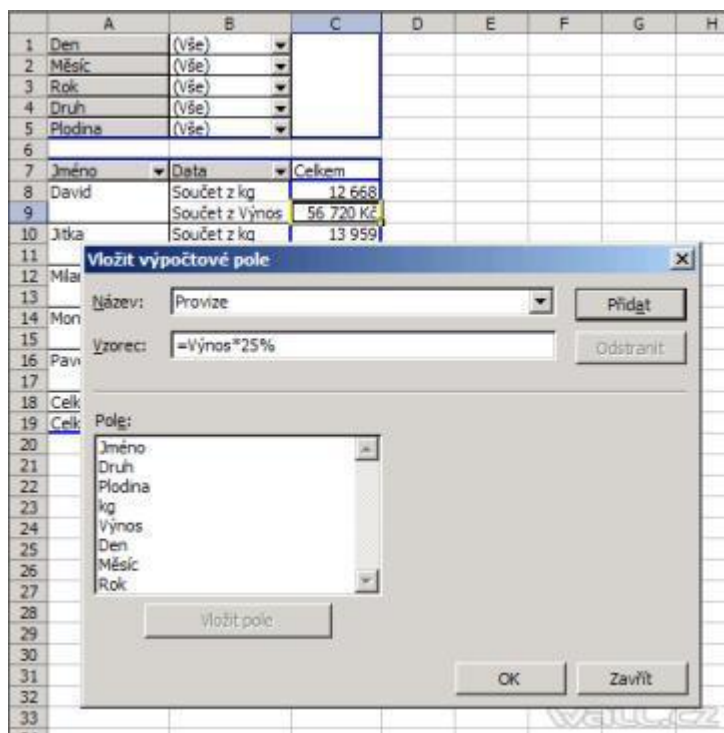 A B C D E F G H
1 Den (Vše)
2 Měsíc (Vše)
3 Rok (Vše)
4 Druh (Vše)
5 Plodina (Vše)
6
7 Jméno Data Celkem
8 David Součet z kg 12 668
9 Součet z Výnos 56 720 Kč
10 Jitka Součet z kg 13 959
11 Vložit výpočtové pole
12 Milan
13 Název: Provize Přidat
14 Mon
15 Vzorec: =Výnos*25% Odstranit
16 Pav
17
18 Celk
19 Celk Pole:
20 Jméno
21 Druh
22 Plodina
23 kg
24 Výnos
25 Den
26 Měsíc
27 Rok
28 Vložit pole
29
30
31 OK Zavřít
32
33 Wall.cz